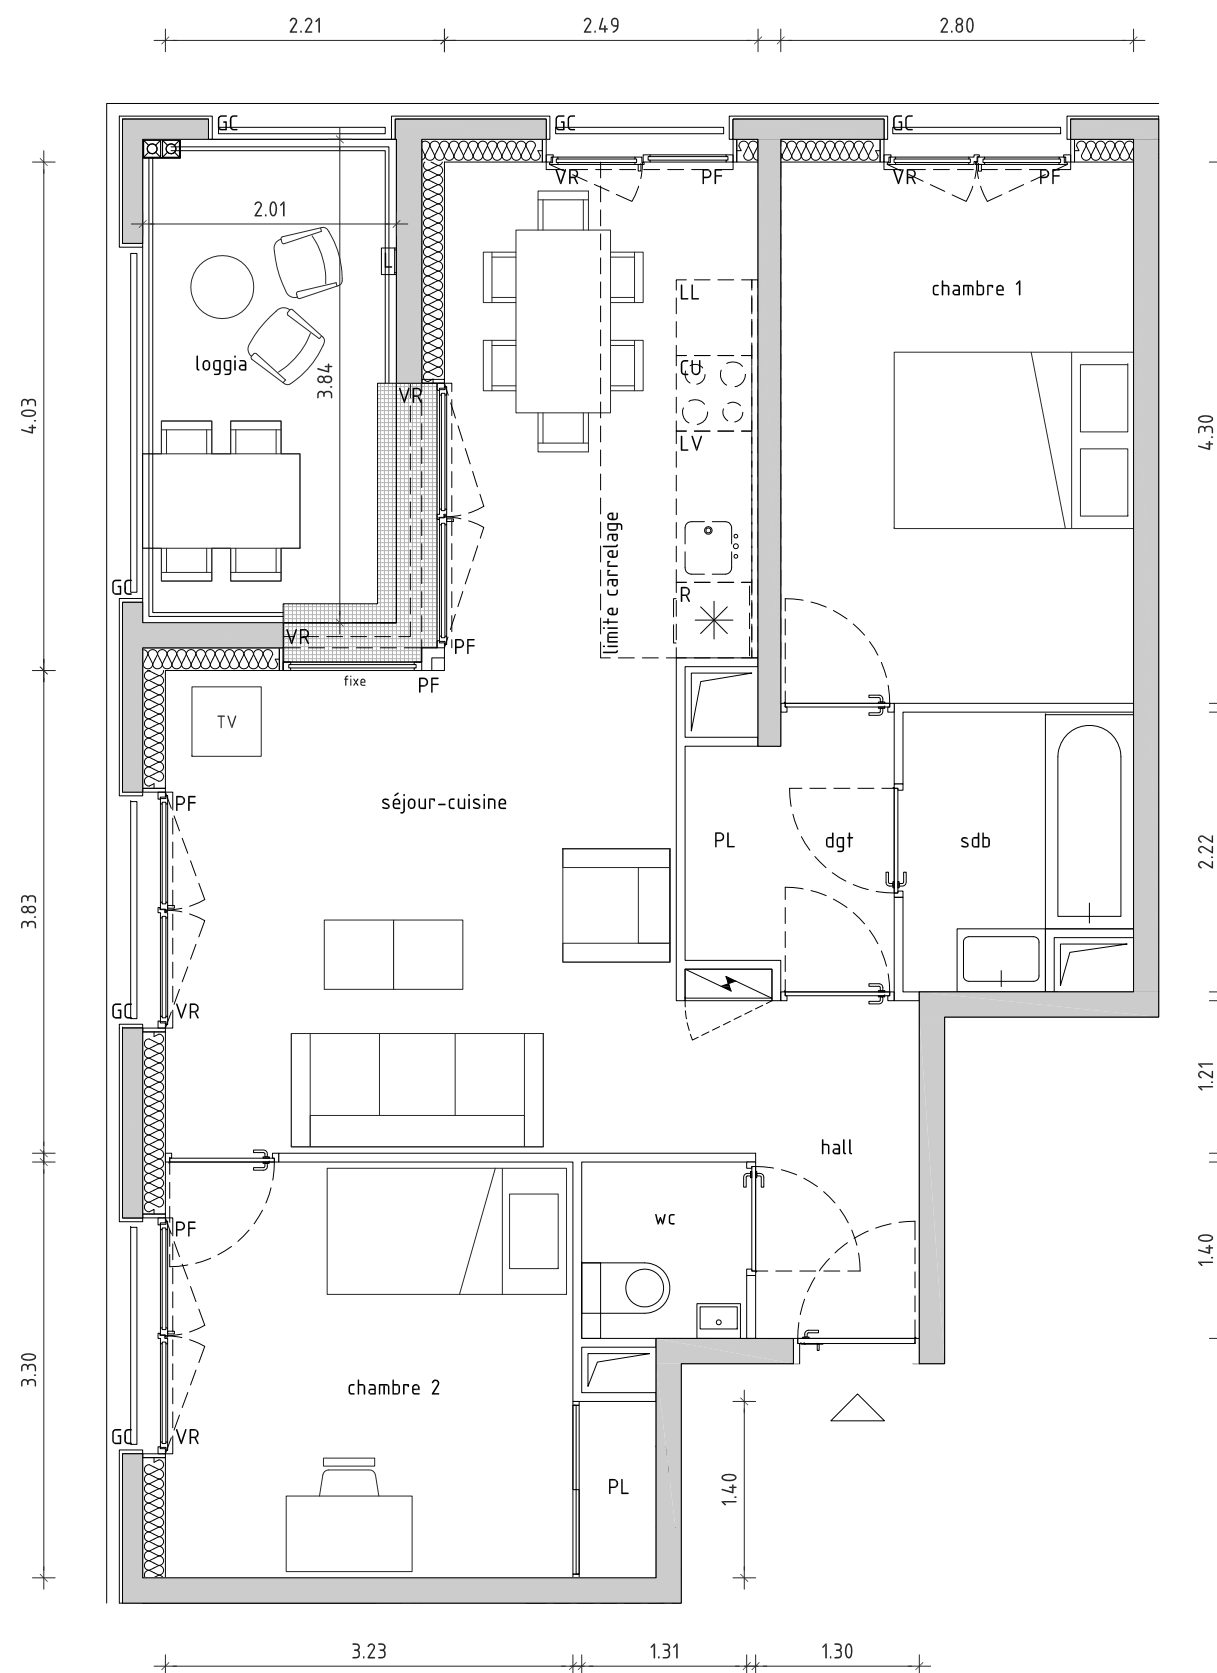 2.21 2.49 2.80
GC GC GC
VR PF VR PF
2.01
L
LL
chambre 1
loggia
3.84
CU
VR
4.03
4.30
LV
limite carrelage
GC
R
VR
PF
fixe
PF
TV
PF
séjour-cuisine
PL
dgt
sdb
2.22
3.83
GC
VR
1.21
hall
wc
PF
1.40
3.30
chambre 2
GC
VR
PL
1.40
3.23 1.31 1.30